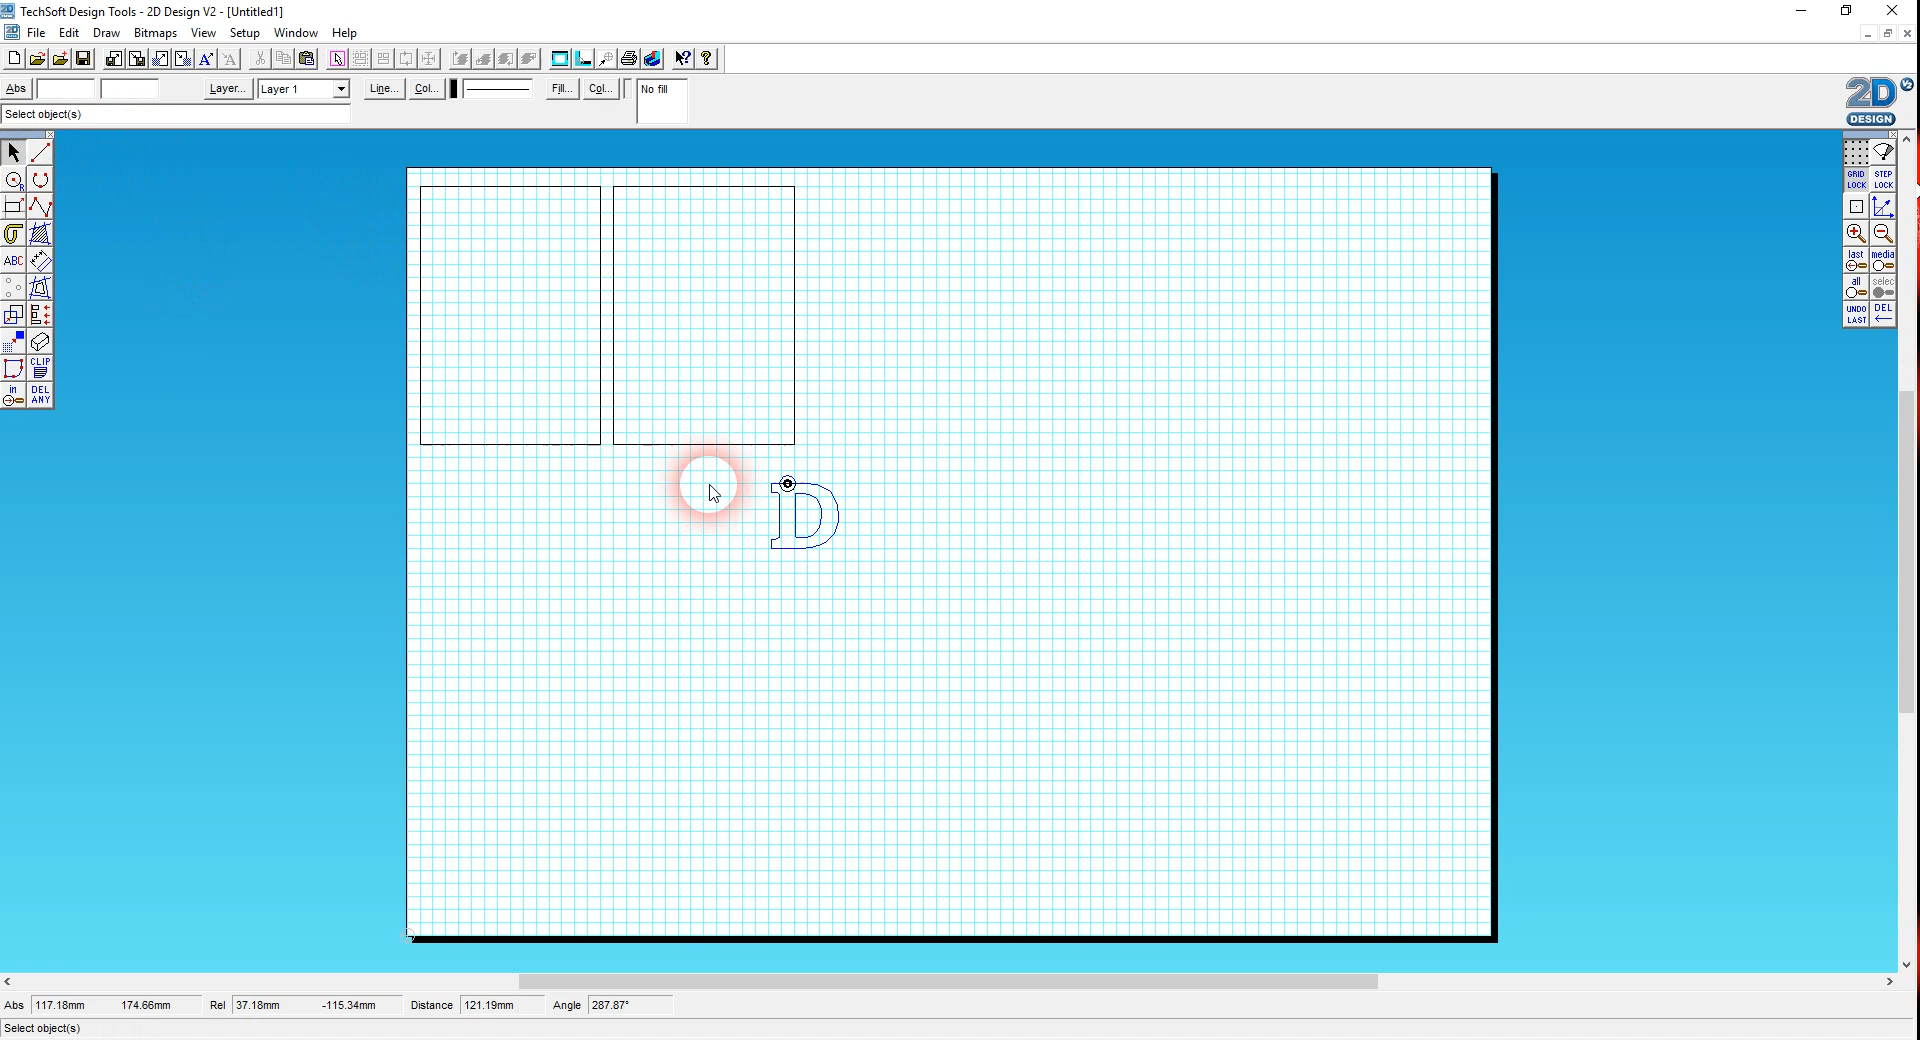 TechSoft Design Tools - 2D Design V2 - [Untitled1]
File Edit Draw Bitmaps View Setup Window Help
Abs Layer... Layer 1 Line... Col... Fill... Col... No fill
Select object(s)
2D
DESIGN
ABC
CLIP
in DEL
ANY
GRID LOCK STEP LOCK
last media
all selec
UNDO LAST DEL
D
Abs 117.18mm 174.66mm Rel 37.18mm -115.34mm Distance 121.19mm Angle 287.87°
Select object(s)